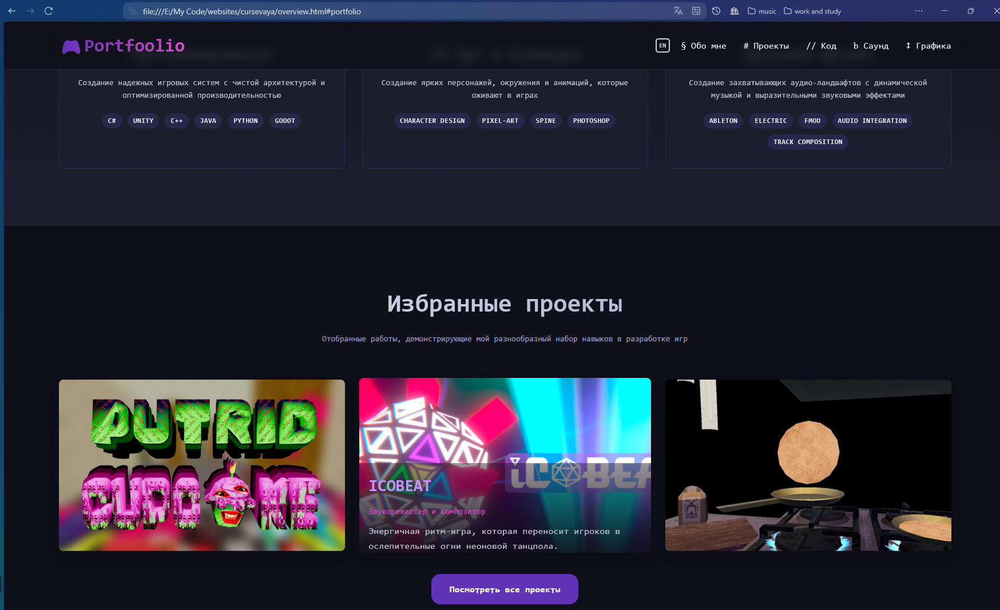 file:///E:/My Code/websites/cursevaya/overview.html#portfolio
music
work and study
Portfoolio
EN
§ Обо мне
# Проекты
// Код
b Саунд
‡ Графика
Создание надежных игровых систем с чистой архитектурой и
оптимизированной производительностью
C#
UNITY
C++
JAVA
PYTHON
GODOT
Создание ярких персонажей, окружения и анимаций, которые
оживают в играх
CHARACTER DESIGN
PIXEL-ART
SPINE
PHOTOSHOP
Создание захватывающих аудио-ландшафтов с динамической
музыкой и выразительными звуковыми эффектами
ABLETON
ELECTRIC
FMOD
AUDIO INTEGRATION
TRACK COMPOSITION
Избранные проекты
Отобранные работы, демонстрирующие мой разнообразный набор навыков в разработке игр
PUTRID
CUPCAKE
iCOBEA
ICOBEAT
Звукорежиссер и Композитор
Энергичная ритм-игра, которая переносит игроков в
ослепительные огни неоновой танцпола.
Посмотреть все проекты